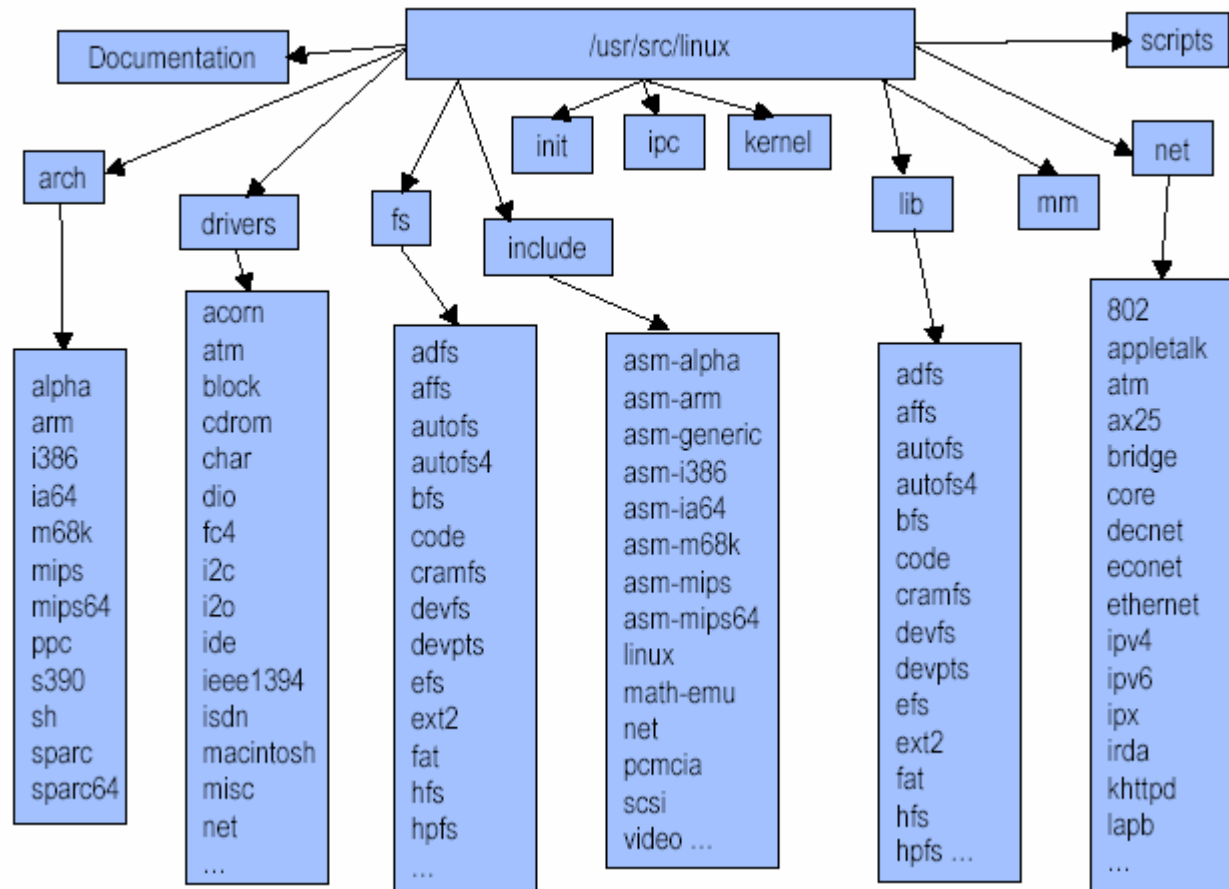 /usr/src/linux
Documentation
scripts
init
ipc
kernel
net
arch
drivers
fs
include
lib
mm
alpha
arm
i386
ia64
m68k
mips
mips64
ppc
s390
sh
sparc
sparc64
acorn
atm
block
cdrom
char
dio
fc4
i2c
i2o
ide
ieee1394
isdn
macintosh
misc
net
...
adfs
affs
autofs
autofs4
bfs
code
cramfs
devfs
devpts
efs
ext2
fat
hfs
hpfs
...
asm-alpha
asm-arm
asm-generic
asm-i386
asm-ia64
asm-m68k
asm-mips
asm-mips64
linux
math-emu
net
pcmcia
scsi
video ...
adfs
affs
autofs
autofs4
bfs
code
cramfs
devfs
devpts
efs
ext2
fat
hfs
hpfs ...
802
appletalk
atm
ax25
bridge
core
decnet
econet
ethernet
ipv4
ipv6
ipx
irda
khttpd
lapb
...